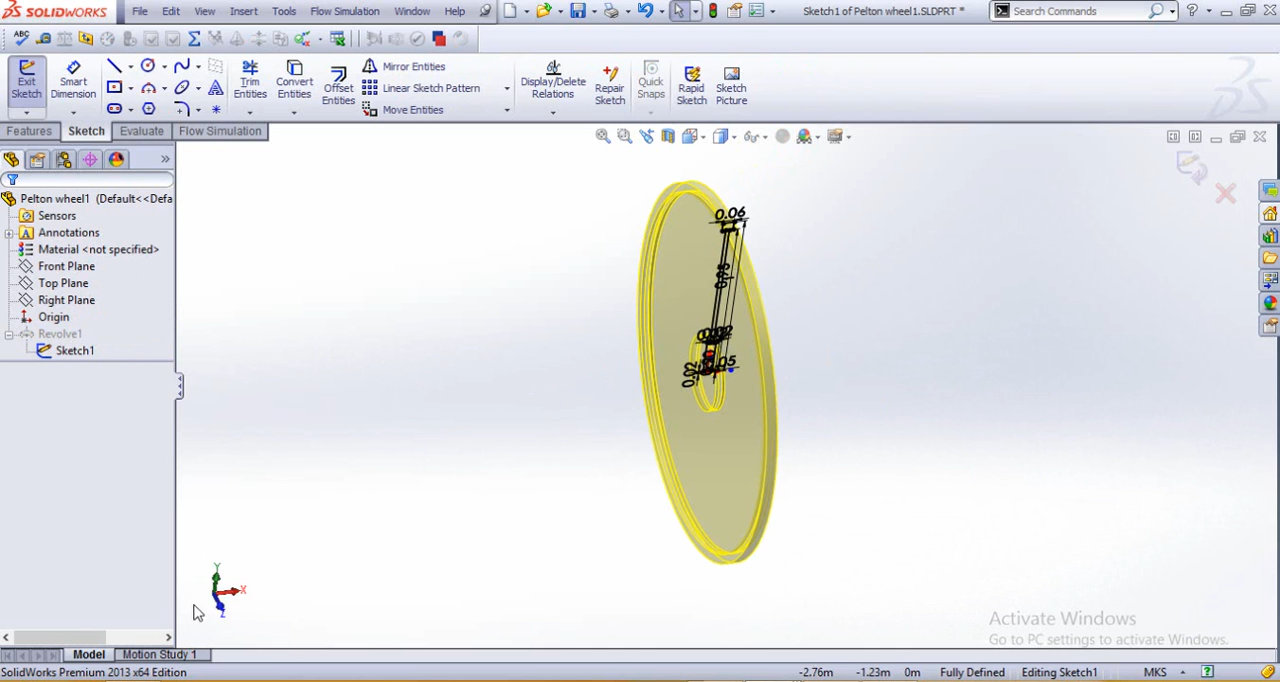 SOLIDWORKS File Edit View Insert Tools Flow Simulation Window Help Sketch1 of Pelton wheel1.SLDPRT * Search Commands
Exit Sketch
Smart Dimension
Trim Entities
Convert Entities
Offset Entities
Mirror Entities
Linear Sketch Pattern
Move Entities
Display/Delete Relations
Repair Sketch
Quick Snaps
Rapid Sketch
Sketch Picture
Features Sketch Evaluate Flow Simulation
Pelton wheel1 (Default<<Defa
Sensors
Annotations
Material <not specified>
Front Plane
Top Plane
Right Plane
Origin
Revolve1
Sketch1
0.06
0.95
0.02
Y
X
Z
Activate Windows
Go to PC settings to activate Windows.
Model Motion Study 1
SolidWorks Premium 2013 x64 Edition -2.76m -1.23m 0m Fully Defined Editing Sketch1 MKS